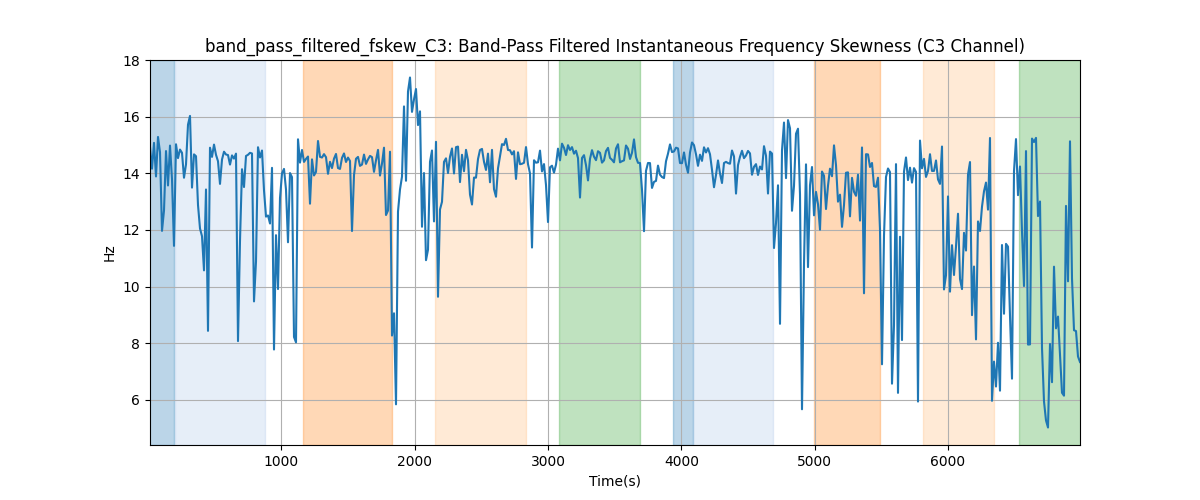 band_pass_filtered_fskew_C3: Band-Pass Filtered Instantaneous Frequency Skewness (C3 Channel)
18
16
14
12
10
8
6
Hz
1000 2000 3000 4000 5000 6000
Time(s)